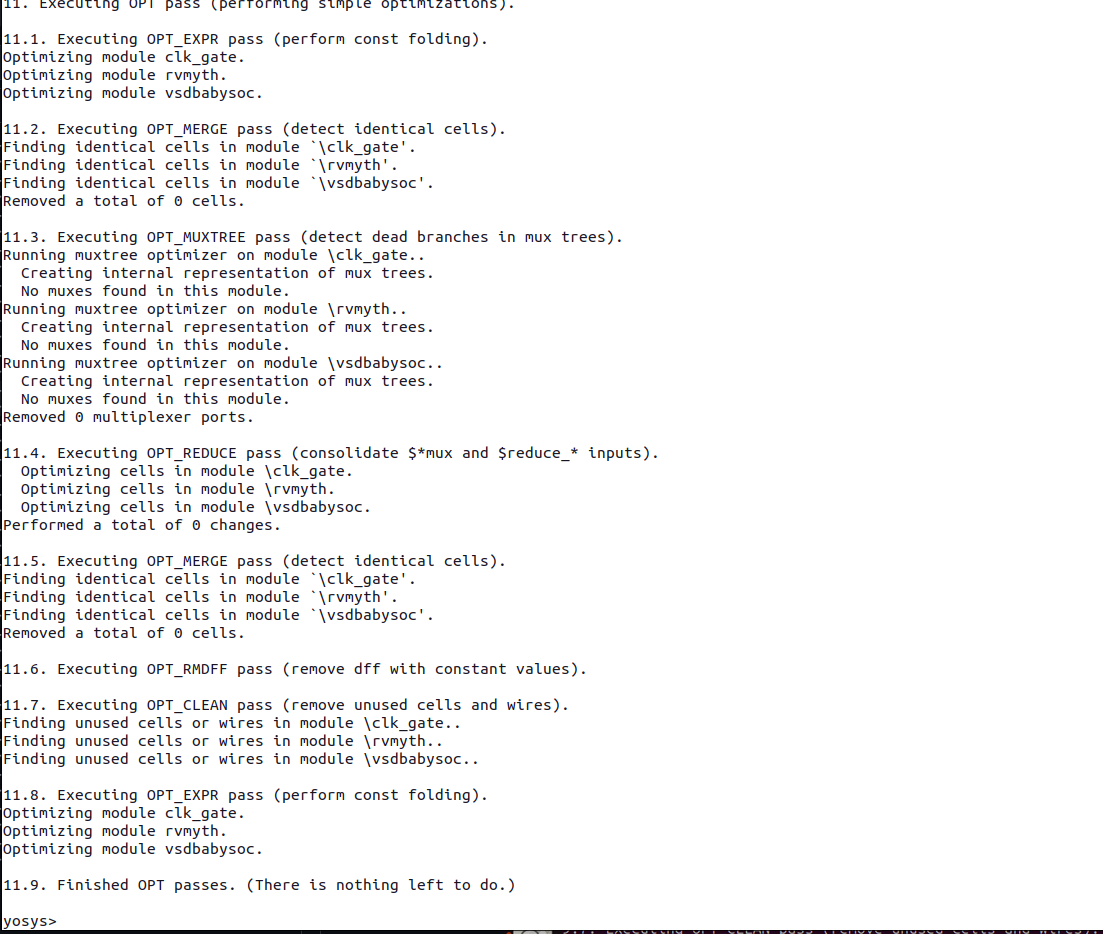 11. Executing OPT pass (performing simple optimizations).
11.1. Executing OPT_EXPR pass (perform const folding).
Optimizing module clk_gate.
Optimizing module rvmyth.
Optimizing module vsdbabysoc.
11.2. Executing OPT_MERGE pass (detect identical cells).
Finding identical cells in module `\clk_gate'.
Finding identical cells in module `\rvmyth'.
Finding identical cells in module `\vsdbabysoc'.
Removed a total of 0 cells.
11.3. Executing OPT_MUXTREE pass (detect dead branches in mux trees).
Running muxtree optimizer on module \clk_gate..
  Creating internal representation of mux trees.
  No muxes found in this module.
Running muxtree optimizer on module \rvmyth..
  Creating internal representation of mux trees.
  No muxes found in this module.
Running muxtree optimizer on module \vsdbabysoc..
  Creating internal representation of mux trees.
  No muxes found in this module.
Removed 0 multiplexer ports.
11.4. Executing OPT_REDUCE pass (consolidate $*mux and $reduce_* inputs).
  Optimizing cells in module \clk_gate.
  Optimizing cells in module \rvmyth.
  Optimizing cells in module \vsdbabysoc.
Performed a total of 0 changes.
11.5. Executing OPT_MERGE pass (detect identical cells).
Finding identical cells in module `\clk_gate'.
Finding identical cells in module `\rvmyth'.
Finding identical cells in module `\vsdbabysoc'.
Removed a total of 0 cells.
11.6. Executing OPT_RMDFF pass (remove dff with constant values).
11.7. Executing OPT_CLEAN pass (remove unused cells and wires).
Finding unused cells or wires in module \clk_gate..
Finding unused cells or wires in module \rvmyth..
Finding unused cells or wires in module \vsdbabysoc..
11.8. Executing OPT_EXPR pass (perform const folding).
Optimizing module clk_gate.
Optimizing module rvmyth.
Optimizing module vsdbabysoc.
11.9. Finished OPT passes. (There is nothing left to do.)
yosys>